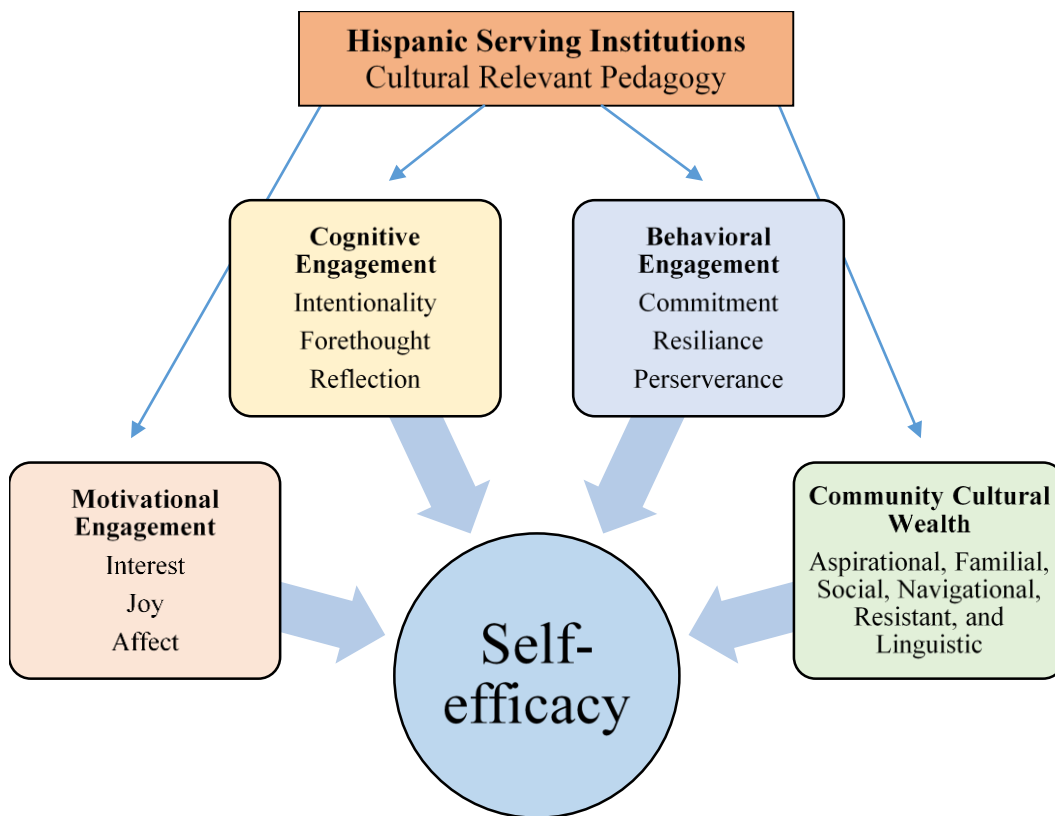 Hispanic Serving Institutions
Cultural Relevant Pedagogy
Cognitive
Engagement
Intentionality
Forethought
Reflection
Behavioral
Engagement
Commitment
Resiliance
Perserverance
Motivational
Engagement
Interest
Joy
Affect
Community Cultural
Wealth
Aspirational, Familial,
Social, Navigational,
Resistant, and
Linguistic
Self-
efficacy